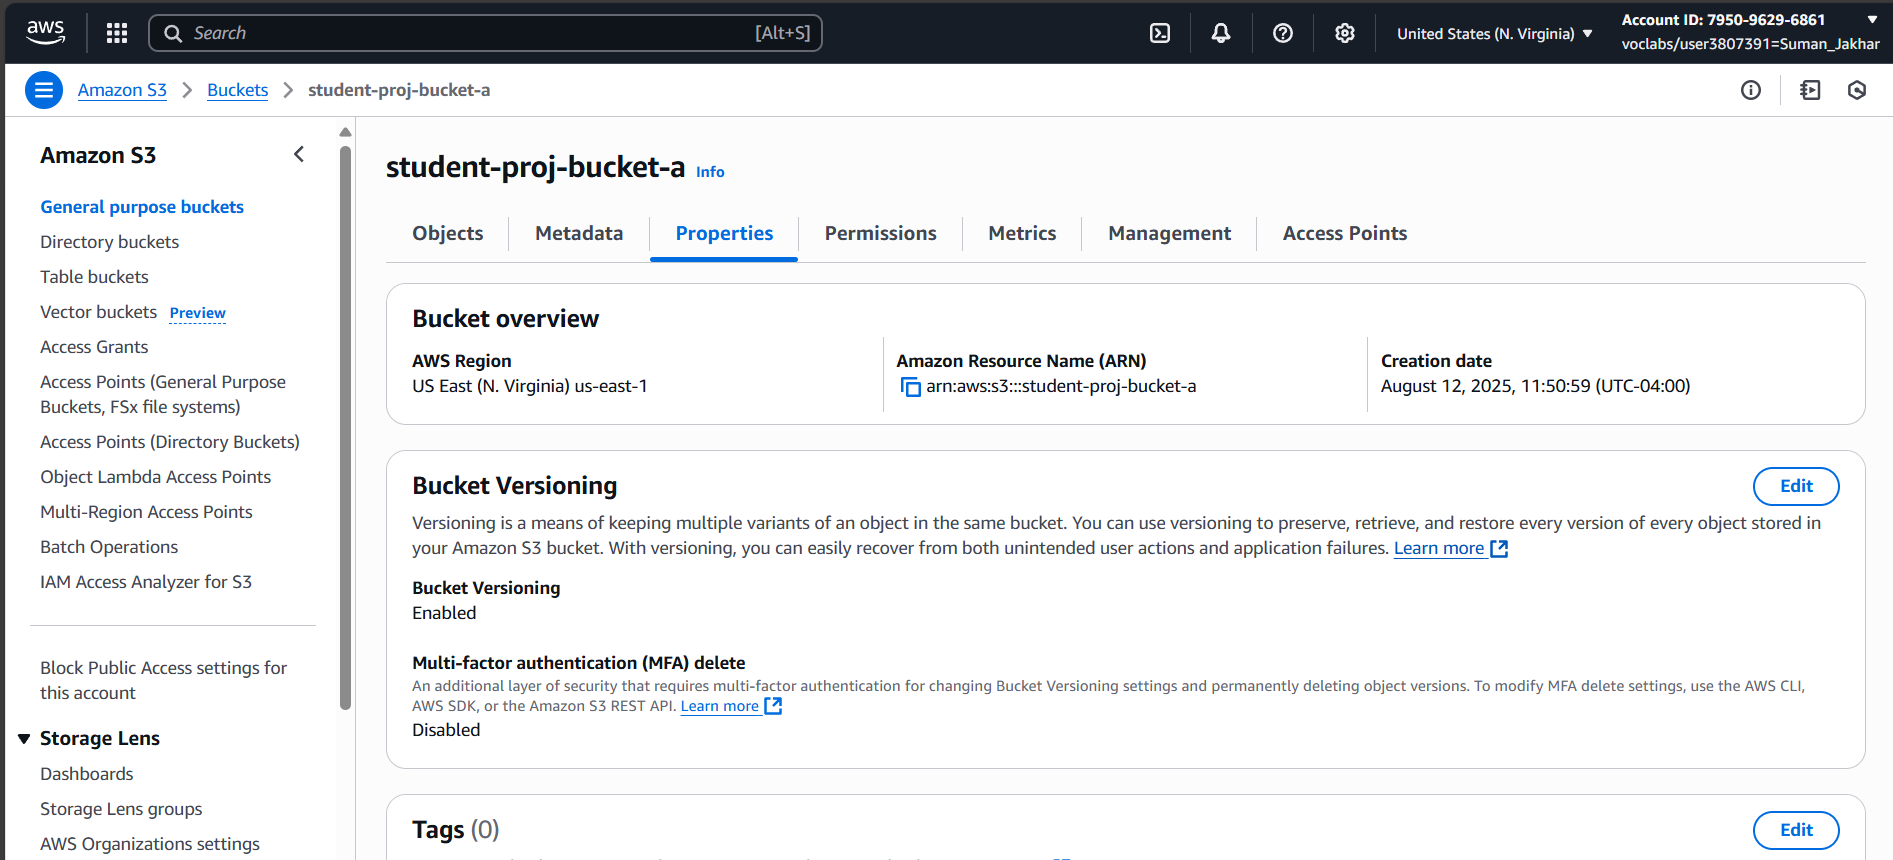 aws
Search
[Alt+S]
United States (N. Virginia)
Account ID: 7950-9629-6861
voclabs/user3807391=Suman_Jakhar
Amazon S3
Buckets
student-proj-bucket-a
Amazon S3
General purpose buckets
Directory buckets
Table buckets
Vector buckets Preview
Access Grants
Access Points (General Purpose
Buckets, FSx file systems)
Access Points (Directory Buckets)
Object Lambda Access Points
Multi-Region Access Points
Batch Operations
IAM Access Analyzer for S3
Block Public Access settings for
this account
Storage Lens
Dashboards
Storage Lens groups
AWS Organizations settings
student-proj-bucket-a Info
Objects
Metadata
Properties
Permissions
Metrics
Management
Access Points
Bucket overview
AWS Region
US East (N. Virginia) us-east-1
Amazon Resource Name (ARN)
arn:aws:s3:::student-proj-bucket-a
Creation date
August 12, 2025, 11:50:59 (UTC-04:00)
Bucket Versioning
Edit
Versioning is a means of keeping multiple variants of an object in the same bucket. You can use versioning to preserve, retrieve, and restore every version of every object stored in
your Amazon S3 bucket. With versioning, you can easily recover from both unintended user actions and application failures. Learn more
Bucket Versioning
Enabled
Multi-factor authentication (MFA) delete
An additional layer of security that requires multi-factor authentication for changing Bucket Versioning settings and permanently deleting object versions. To modify MFA delete settings, use the AWS CLI,
AWS SDK, or the Amazon S3 REST API. Learn more
Disabled
Tags (0)
Edit